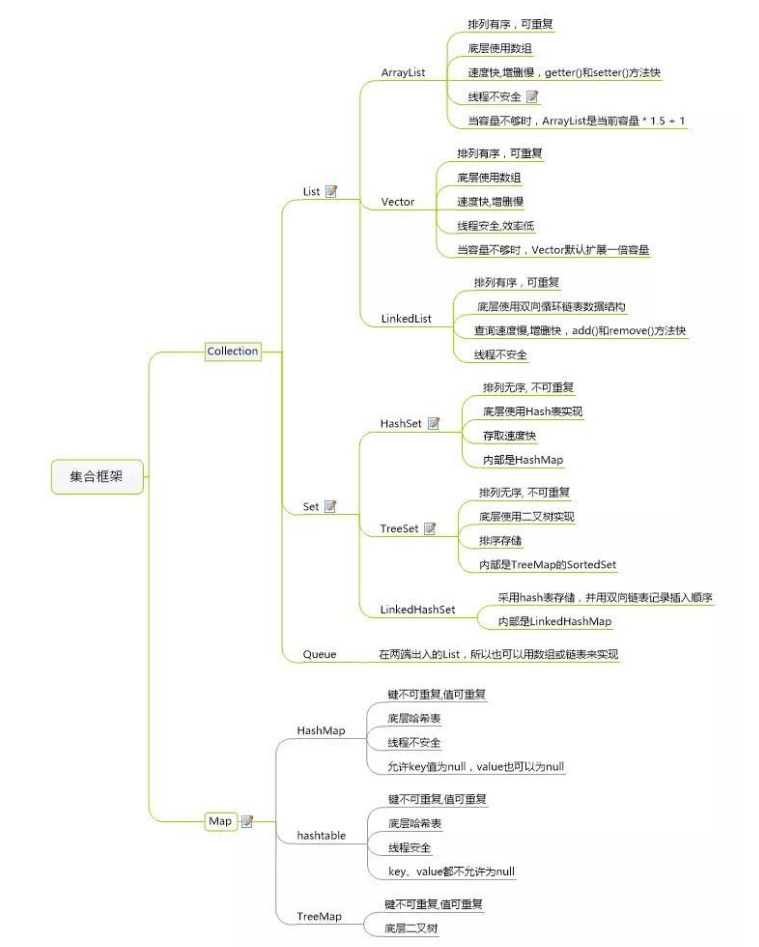 集合框架
Collection
List
ArrayList
排列有序，可重复
底层使用数组
速度快,增删慢，getter()和setter()方法快
线程不安全
当容量不够时，ArrayList是当前容量 * 1.5 + 1
Vector
排列有序，可重复
底层使用数组
速度快,增删慢
线程安全,效率低
当容量不够时，Vector默认扩展一倍容量
LinkedList
排列有序，可重复
底层使用双向循环链表数据结构
查询速度慢,增删快，add()和remove()方法快
线程不安全
Set
HashSet
排列无序, 不可重复
底层使用Hash表实现
存取速度快
内部是HashMap
TreeSet
排列无序, 不可重复
底层使用二叉树实现
排序存储
内部是TreeMap的SortedSet
LinkedHashSet
采用hash表存储，并用双向链表记录插入顺序
内部是LinkedHashMap
Queue
在两端出入的List，所以也可以用数组或链表来实现
Map
HashMap
键不可重复,值可重复
底层哈希表
线程不安全
允许key值为null，value也可以为null
hashtable
键不可重复,值可重复
底层哈希表
线程安全
key、value都不允许为null
TreeMap
键不可重复,值可重复
底层二叉树